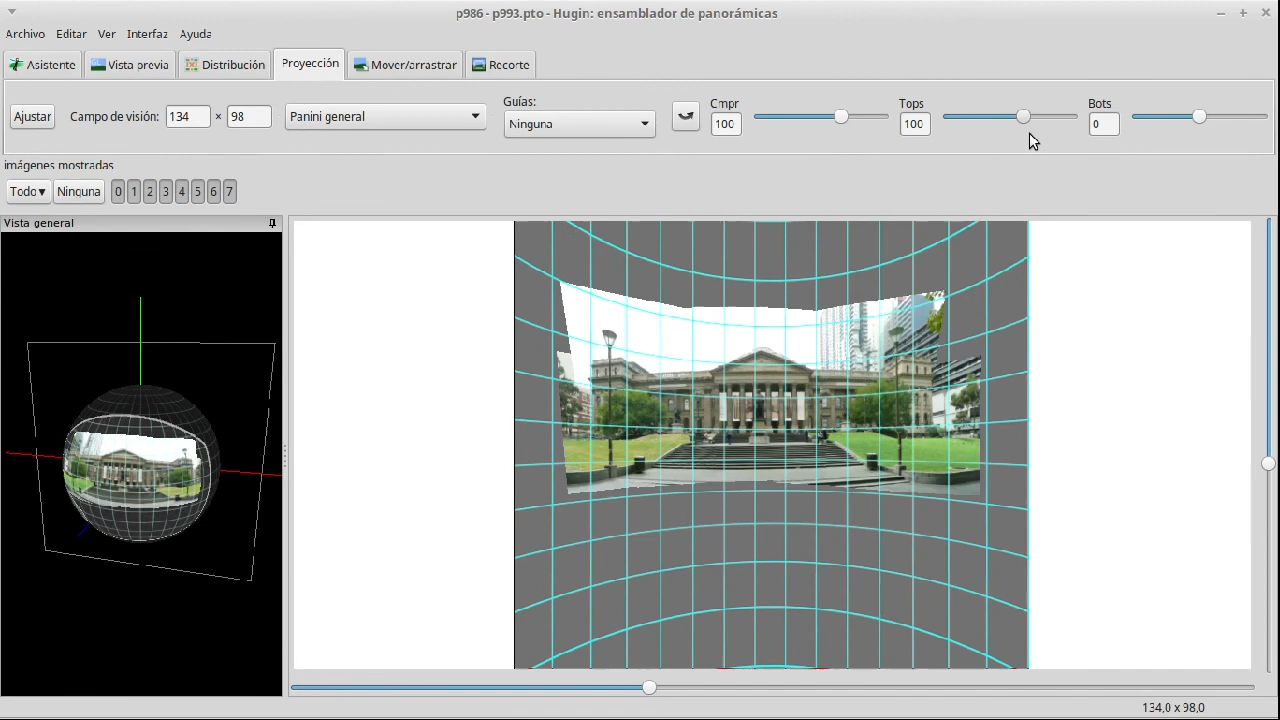 p986 - p993.pto - Hugin: ensamblador de panorámicas
Archivo Editar Ver Interfaz Ayuda
Asistente Vista previa Distribución Proyección Mover/arrastrar Recorte
Ajustar Campo de visión: 134 × 98 Panini general
Guías:
Ninguna
Cmpr
100
Tops
100
Bots
0
imágenes mostradas
Todo Ninguna 0 1 2 3 4 5 6 7
Vista general
134,0 x 98,0